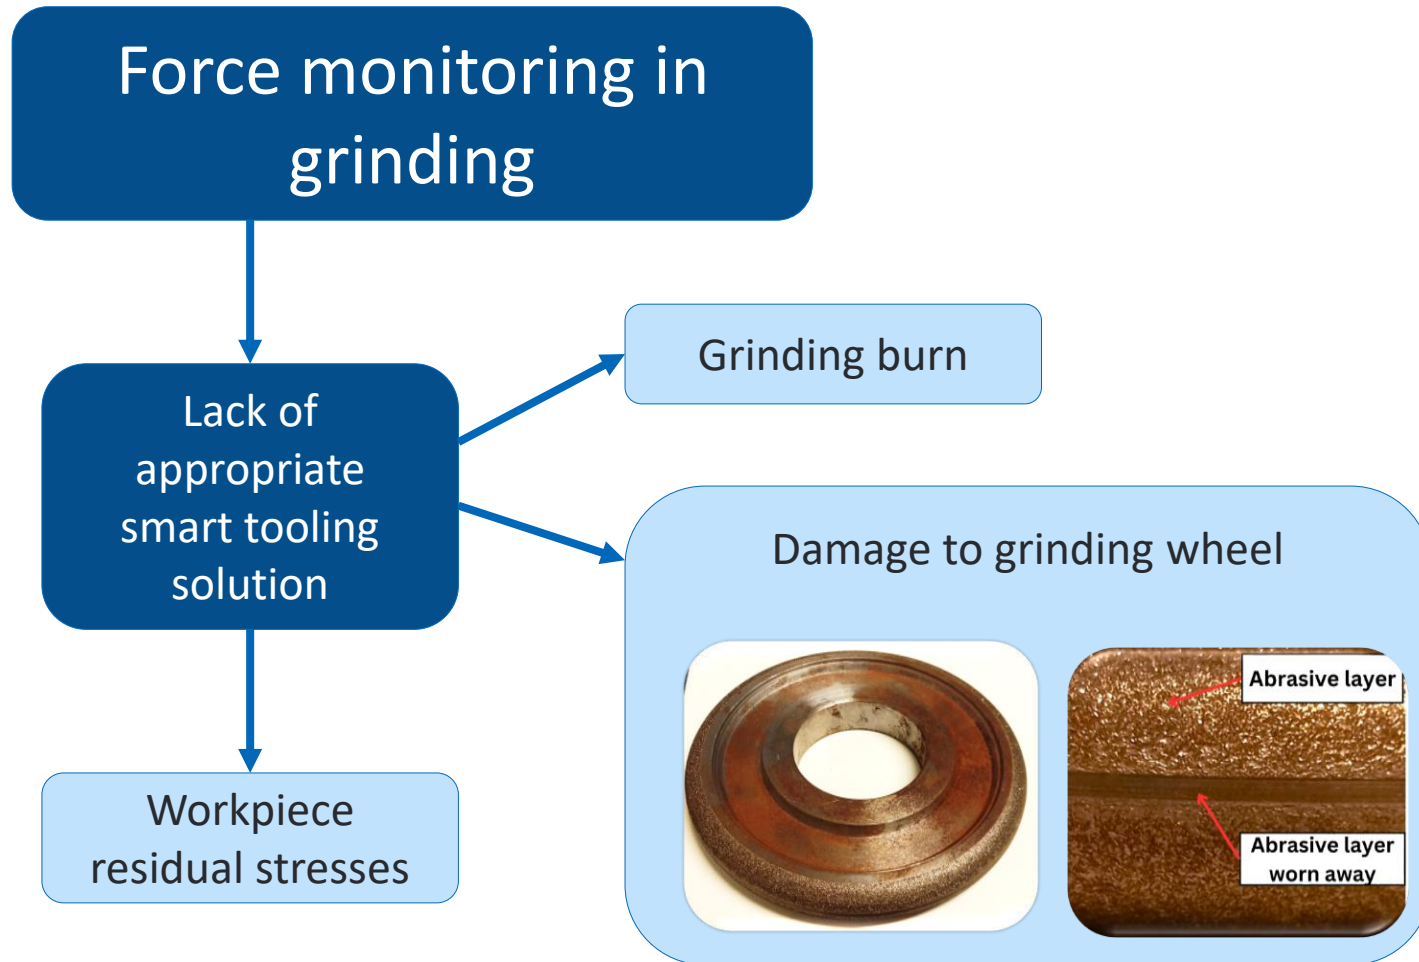 Force monitoring in
grinding
Lack of
appropriate
smart tooling
solution
Grinding burn
Damage to grinding wheel
Abrasive layer
Abrasive layer
worn away
Workpiece
residual stresses